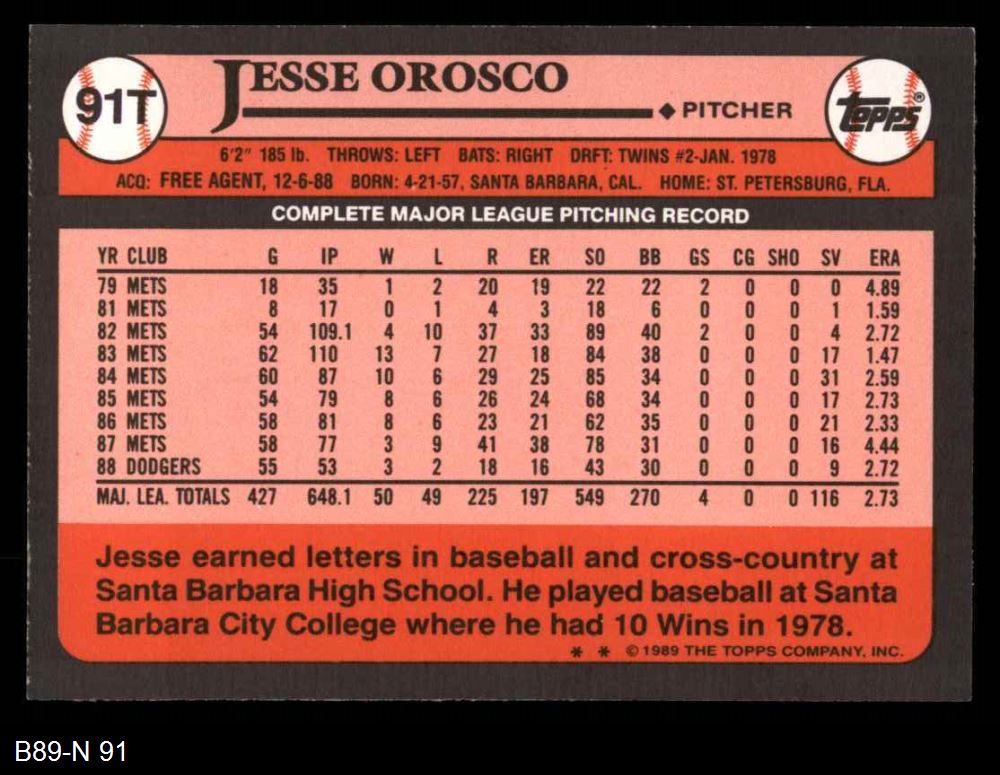 91T
JESSE OROSCO
◆ PITCHER
TOPPS®
6'2" 185 lb. THROWS: LEFT BATS: RIGHT DRFT: TWINS #2-JAN. 1978
ACQ: FREE AGENT, 12-6-88 BORN: 4-21-57, SANTA BARBARA, CAL. HOME: ST. PETERSBURG, FLA.
COMPLETE MAJOR LEAGUE PITCHING RECORD
YR CLUB G IP W L R ER SO BB GS CG SHO SV ERA
79 METS 18 35 1 2 20 19 22 22 2 0 0 0 4.89
81 METS 8 17 0 1 4 3 18 6 0 0 0 1 1.59
82 METS 54 109.1 4 10 37 33 89 40 2 0 0 4 2.72
83 METS 62 110 13 7 27 18 84 38 0 0 0 17 1.47
84 METS 60 87 10 6 29 25 85 34 0 0 0 31 2.59
85 METS 54 79 8 6 26 24 68 34 0 0 0 17 2.73
86 METS 58 81 8 6 23 21 62 35 0 0 0 21 2.33
87 METS 58 77 3 9 41 38 78 31 0 0 0 16 4.44
88 DODGERS 55 53 3 2 18 16 43 30 0 0 0 9 2.72
MAJ. LEA. TOTALS 427 648.1 50 49 225 197 549 270 4 0 0 116 2.73
Jesse earned letters in baseball and cross-country at
Santa Barbara High School. He played baseball at Santa
Barbara City College where he had 10 Wins in 1978.
* * © 1989 THE TOPPS COMPANY, INC.
B89-N 91